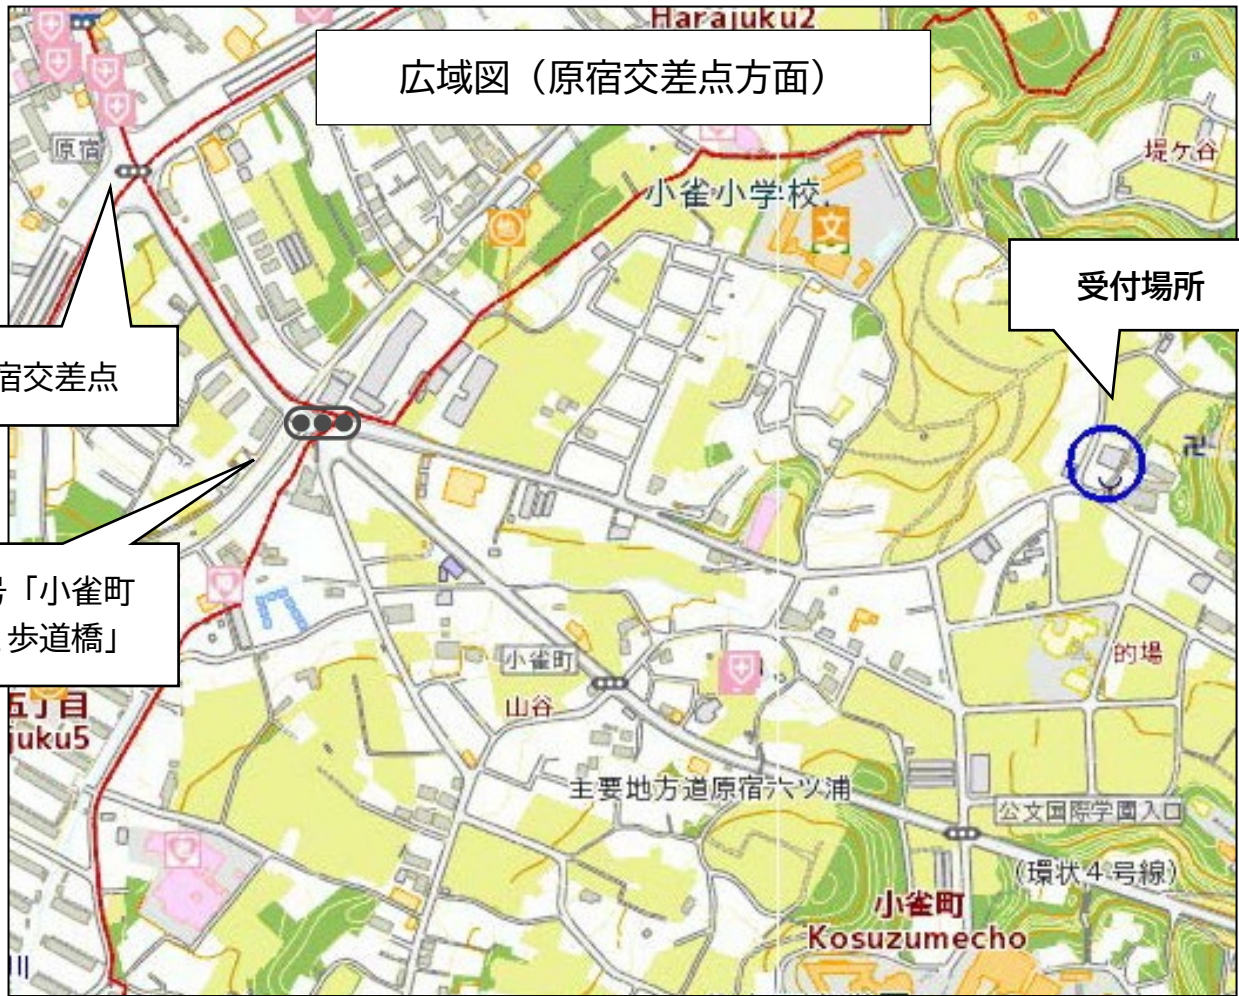 Harajuku2
広域図（原宿交差点方面）
原宿
堤ケ谷
小雀小学校
文
受付場所
宿交差点
卍
号「小雀町
歩道橋」
小雀町
的場
山谷
五丁目
juku5
主要地方道原宿六ツ浦
公文国際学園入口
（環状４号線）
小雀町
Kosuzumecho
川